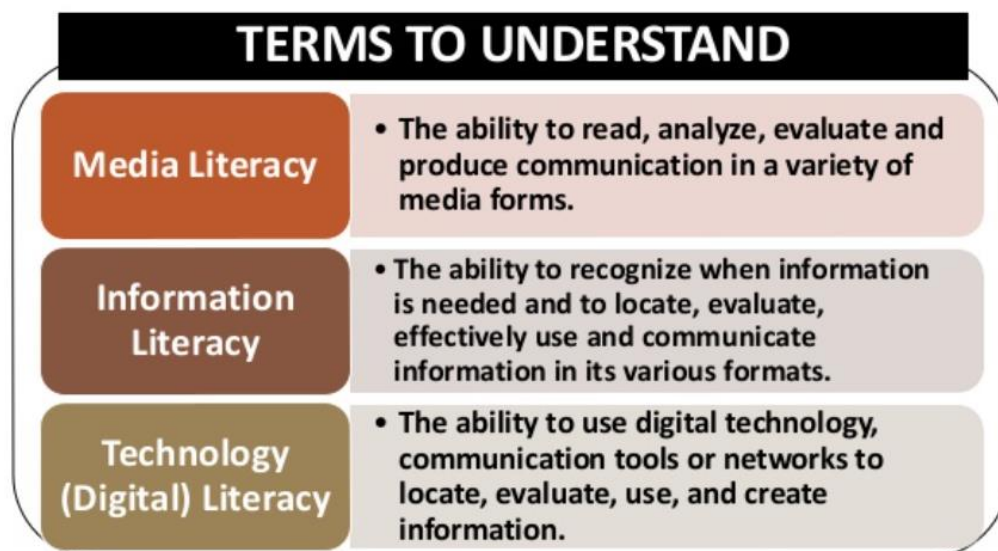 TERMS TO UNDERSTAND
Media Literacy
• The ability to read, analyze, evaluate and
produce communication in a variety of
media forms.
Information
Literacy
• The ability to recognize when information
is needed and to locate, evaluate,
effectively use and communicate
information in its various formats.
Technology
(Digital) Literacy
• The ability to use digital technology,
communication tools or networks to
locate, evaluate, use, and create
information.